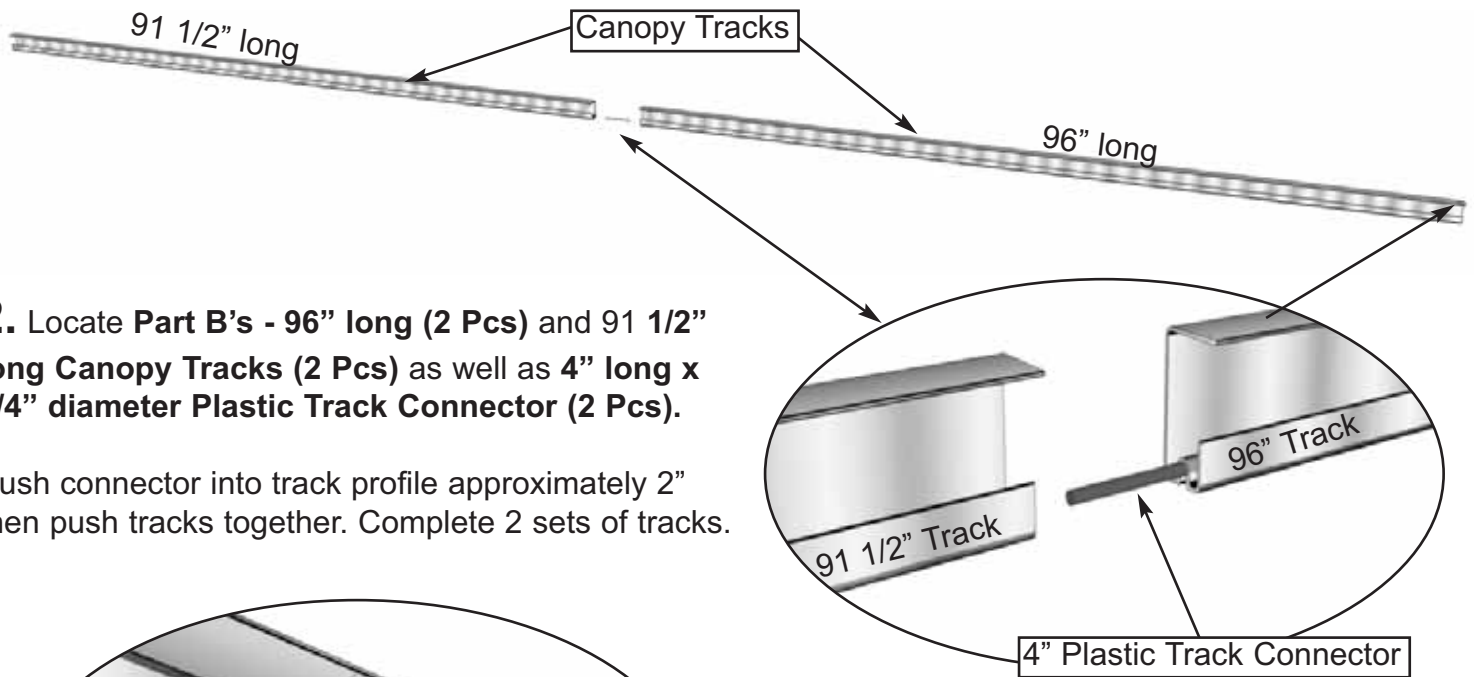 91 1/2” long
Canopy Tracks
96” long
2. Locate Part B's - 96” long (2 Pcs) and 91 1/2”
ong Canopy Tracks (2 Pcs) as well as 4” long x
/4” diameter Plastic Track Connector (2 Pcs).
ush connector into track profile approximately 2”
hen push tracks together. Complete 2 sets of tracks.
96” Track
91 1/2” Track
4” Plastic Track Connector